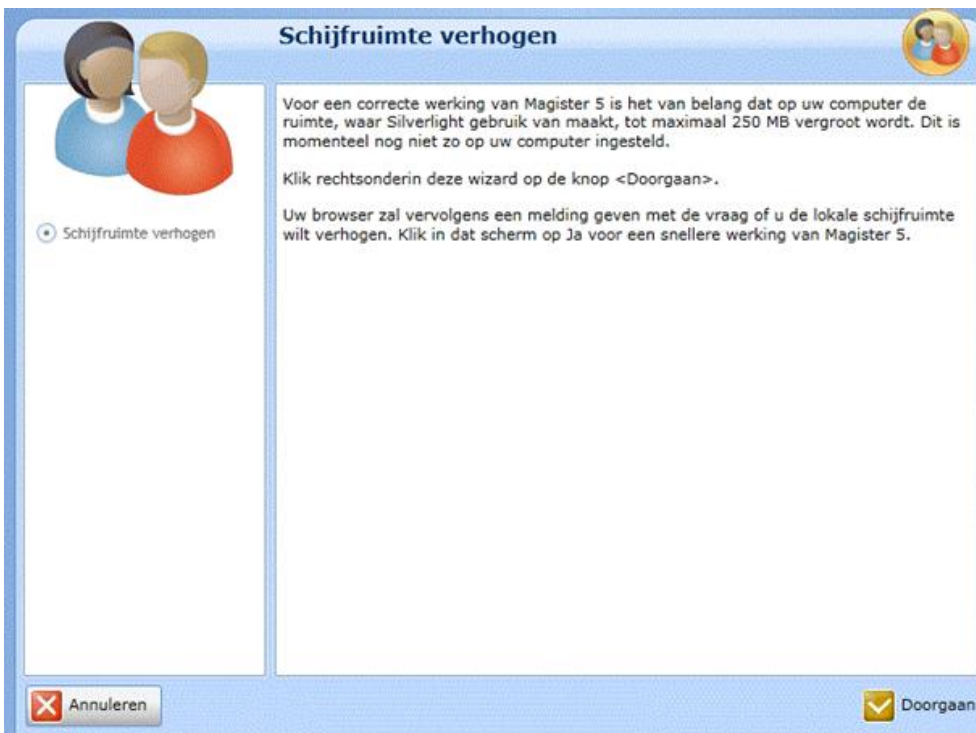 Schijfruimte verhogen
Voor een correcte werking van Magister 5 is het van belang dat op uw computer de
ruimte, waar Silverlight gebruik van maakt, tot maximaal 250 MB vergroot wordt. Dit is
momenteel nog niet zo op uw computer ingesteld.
Klik rechtsonderin deze wizard op de knop <Doorgaan>.
Uw browser zal vervolgens een melding geven met de vraag of u de lokale schijfruimte
wilt verhogen. Klik in dat scherm op Ja voor een snellere werking van Magister 5.
Schijfruimte verhogen
Annuleren
Doorgaan